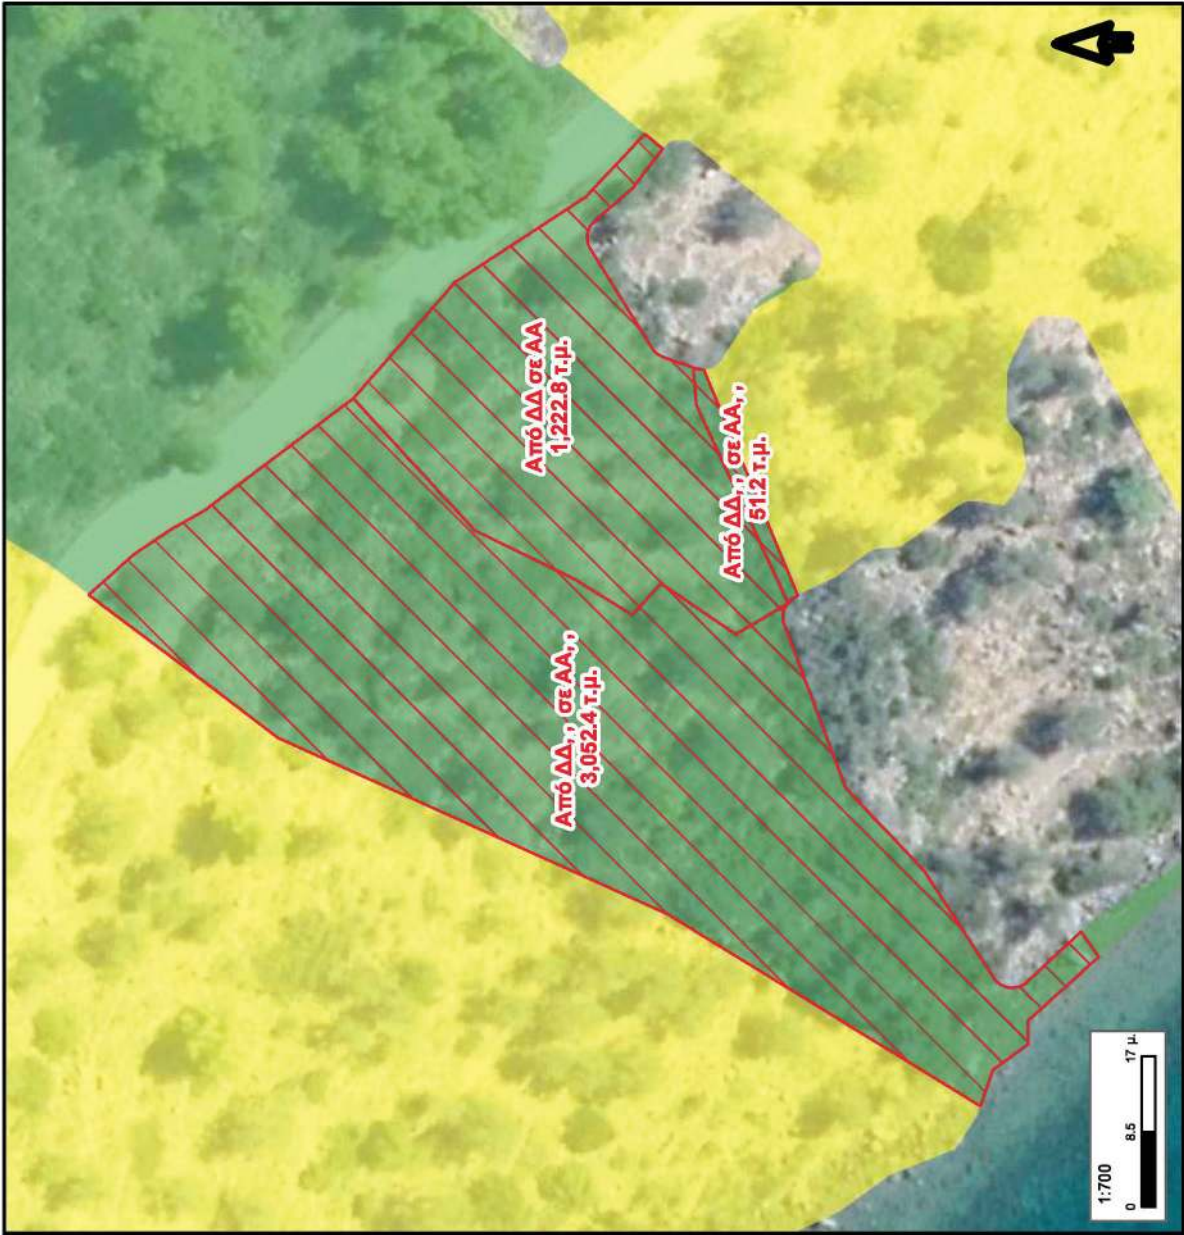 Από ΔΔ σε ΑΑ
1,222.8 τ.μ.
Από ΔΔ, , σε ΑΑ, ,
51.2 τ.μ.
Από ΔΔ, , σε ΑΑ, ,
3,052.4 τ.μ.
1:700
0 8.5 17 μ.